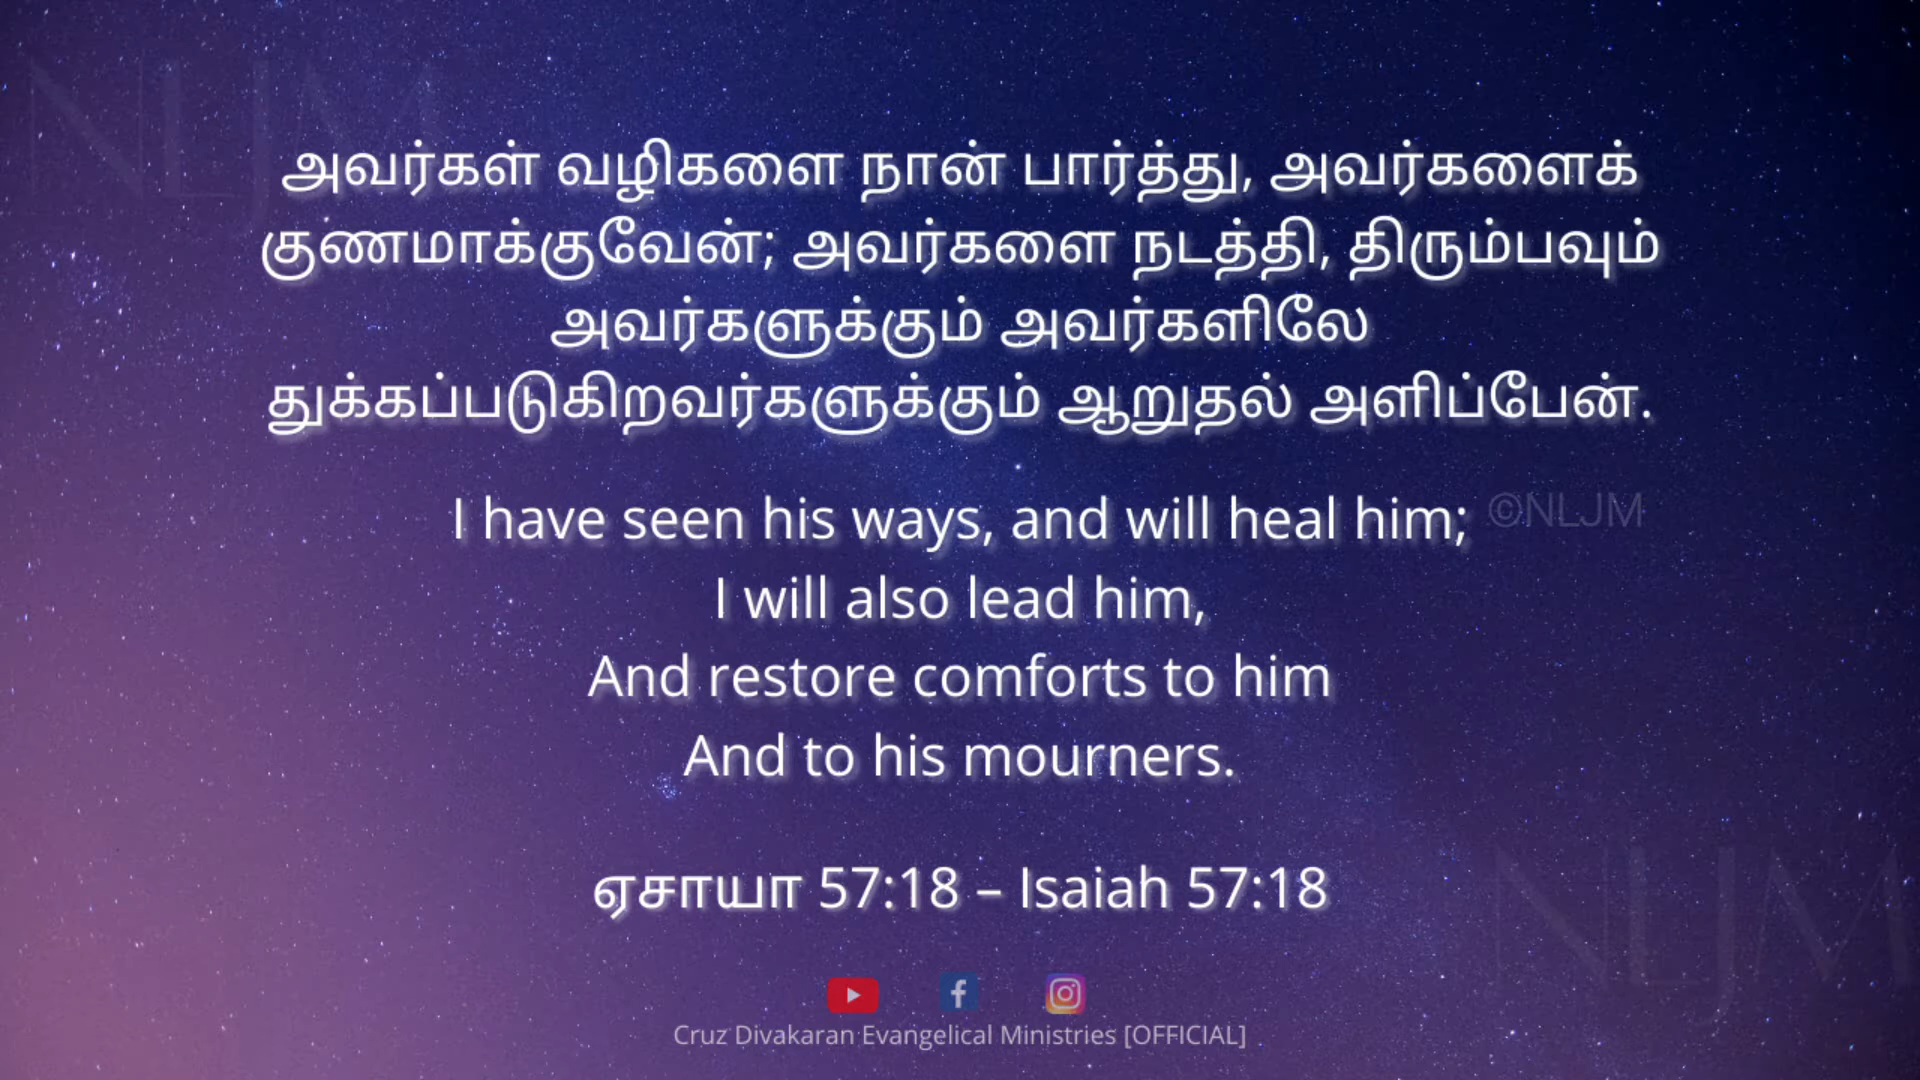 NLJM
அவர்கள் வழிகளை நான் பார்த்து, அவர்களைக்
குணமாக்குவேன்; அவர்களை நடத்தி, திரும்பவும்
அவர்களுக்கும் அவர்களிலே
துக்கப்படுகிறவர்களுக்கும் ஆறுதல் அளிப்பேன்.
I have seen his ways, and will heal him;
©NLJM
I will also lead him,
And restore comforts to him
And to his mourners.
ஏசாயா 57:18 – Isaiah 57:18
NLJM
Cruz Divakaran Evangelical Ministries [OFFICIAL]